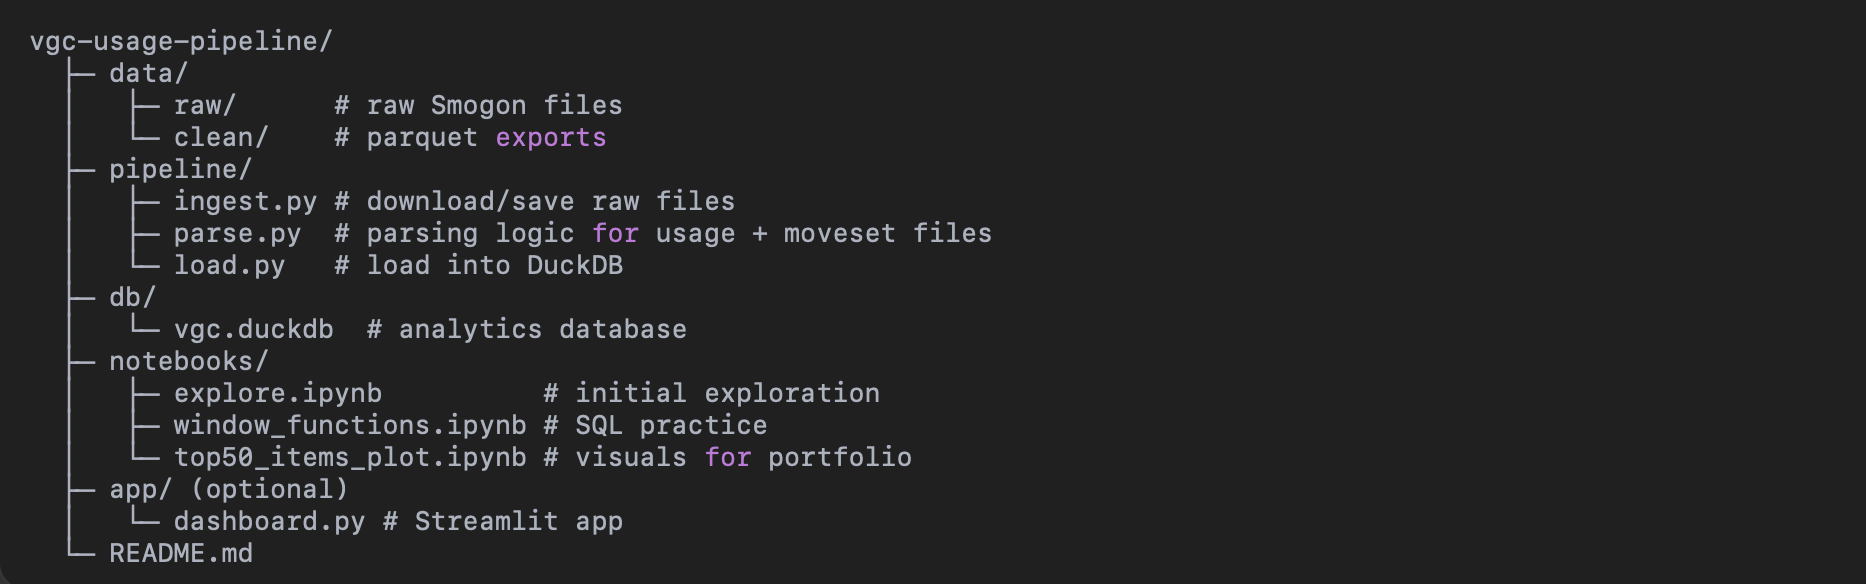 vgc-usage-pipeline/
├─ data/
│   ├─ raw/      # raw Smogon files
│   └─ clean/    # parquet exports
├─ pipeline/
│   ├─ ingest.py # download/save raw files
│   ├─ parse.py  # parsing logic for usage + moveset files
│   └─ load.py   # load into DuckDB
├─ db/
│   └─ vgc.duckdb  # analytics database
├─ notebooks/
│   ├─ explore.ipynb          # initial exploration
│   ├─ window_functions.ipynb # SQL practice
│   └─ top50_items_plot.ipynb # visuals for portfolio
├─ app/ (optional)
│   └─ dashboard.py # Streamlit app
└─ README.md